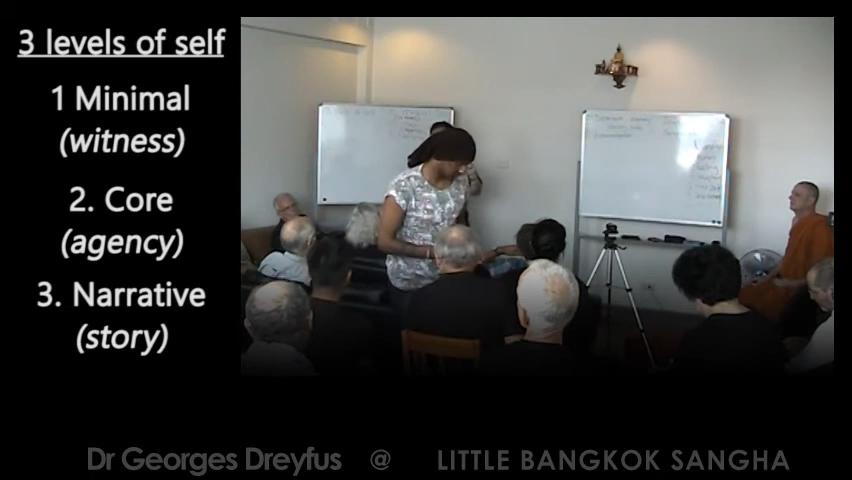 3 levels of self
1 Minimal
(witness)
2. Core
(agency)
3. Narrative
(story)
Dr Georges Dreyfus @ LITTLE BANGKOK SANGHA